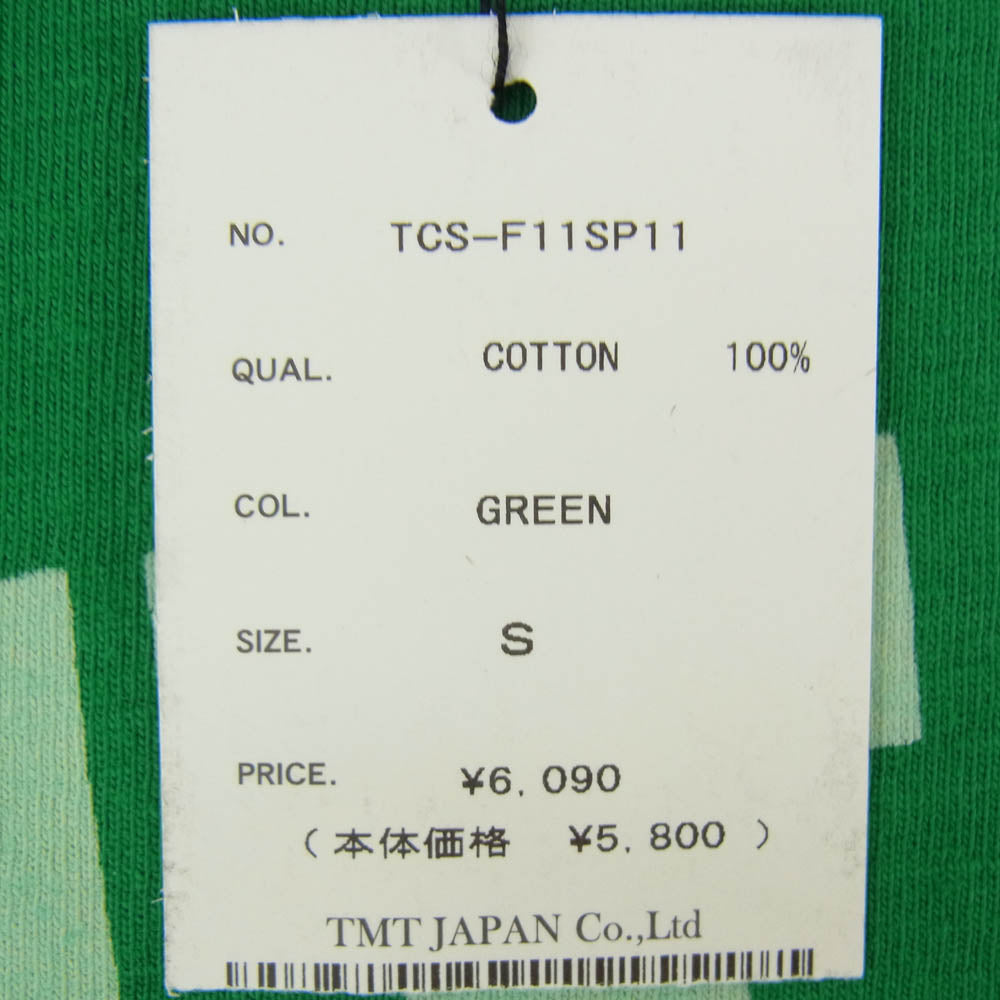 NO. TCS-F11SP11
QUAL. COTTON 100%
COL. GREEN
SIZE. S
PRICE. ¥6,090
(本体価格 ¥5,800)
TMT JAPAN Co.,Ltd